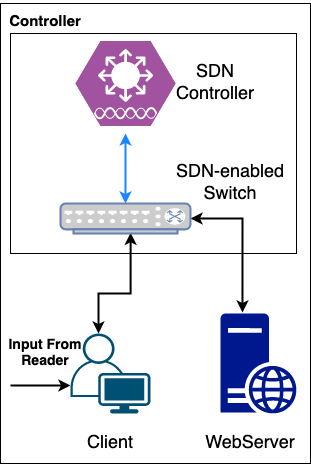 Controller
SDN
Controller
SDN-enabled
Switch
Input From
Reader
Client
WebServer